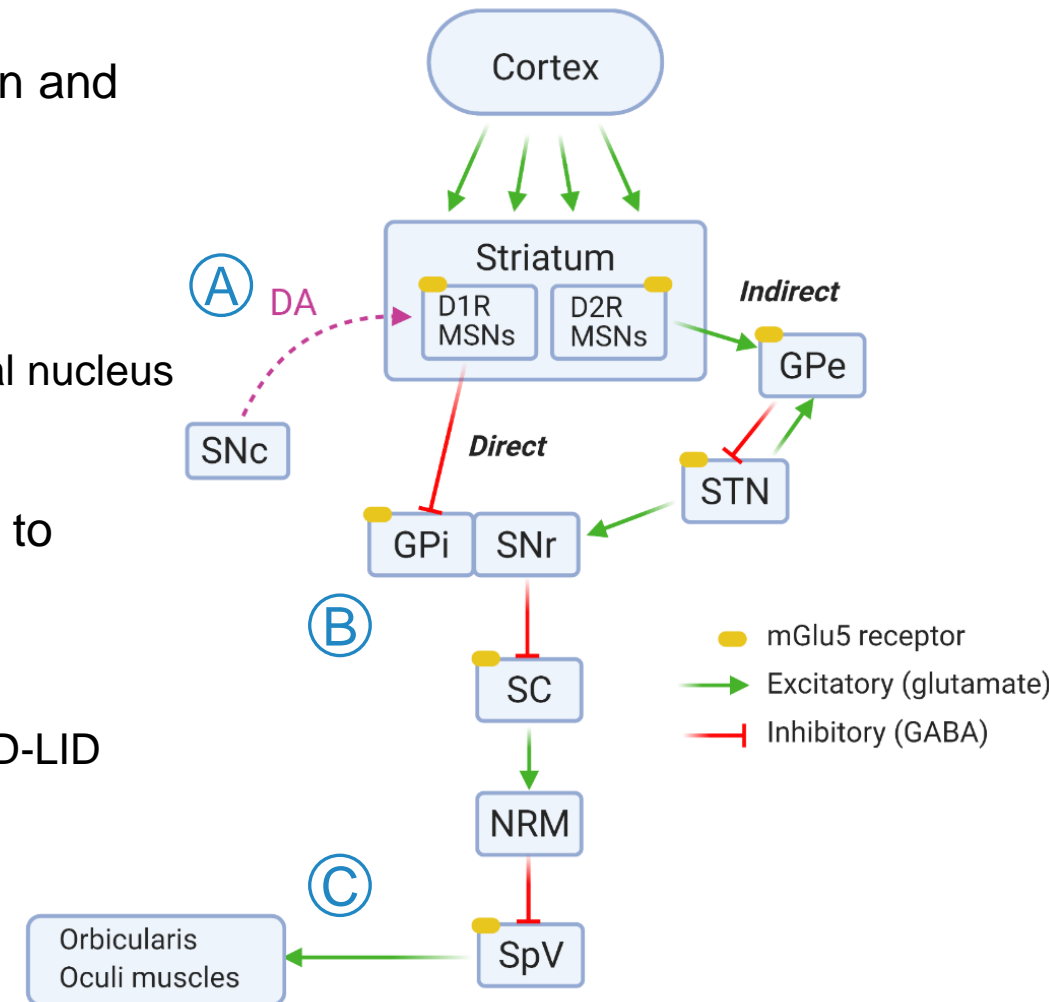 n and
Cortex
Striatum
A
DA
D1R
MSNs
D2R
MSNs
Indirect
GPe
al nucleus
SNc
Direct
STN
to
GPi
SNr
B
mGlu5 receptor
SC
Excitatory (glutamate)
Inhibitory (GABA)
D-LID
NRM
C
Orbicularis
Oculi muscles
SpV